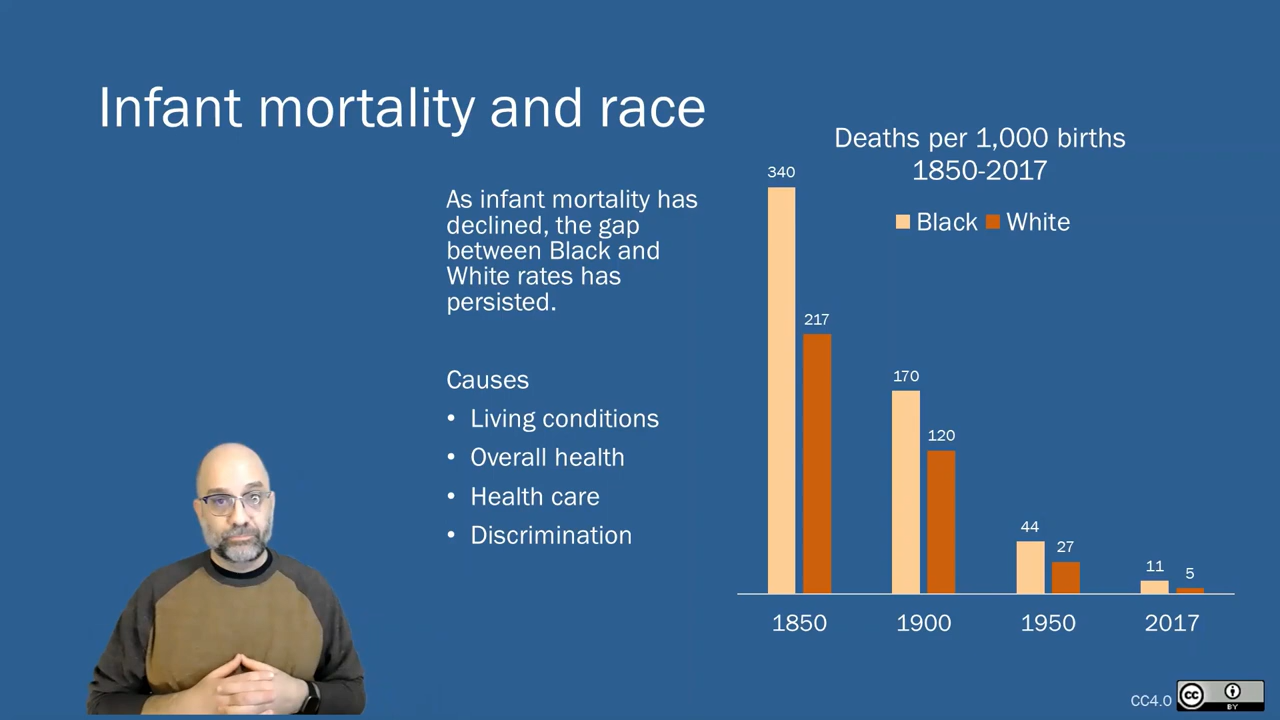 Infant mortality and race
As infant mortality has
declined, the gap
between Black and
White rates has
persisted.
Causes
• Living conditions
• Overall health
• Health care
• Discrimination
Deaths per 1,000 births
1850-2017
Black White
340
217
170
120
44
27
11
5
1850 1900 1950 2017
CC4.0
cc
BY